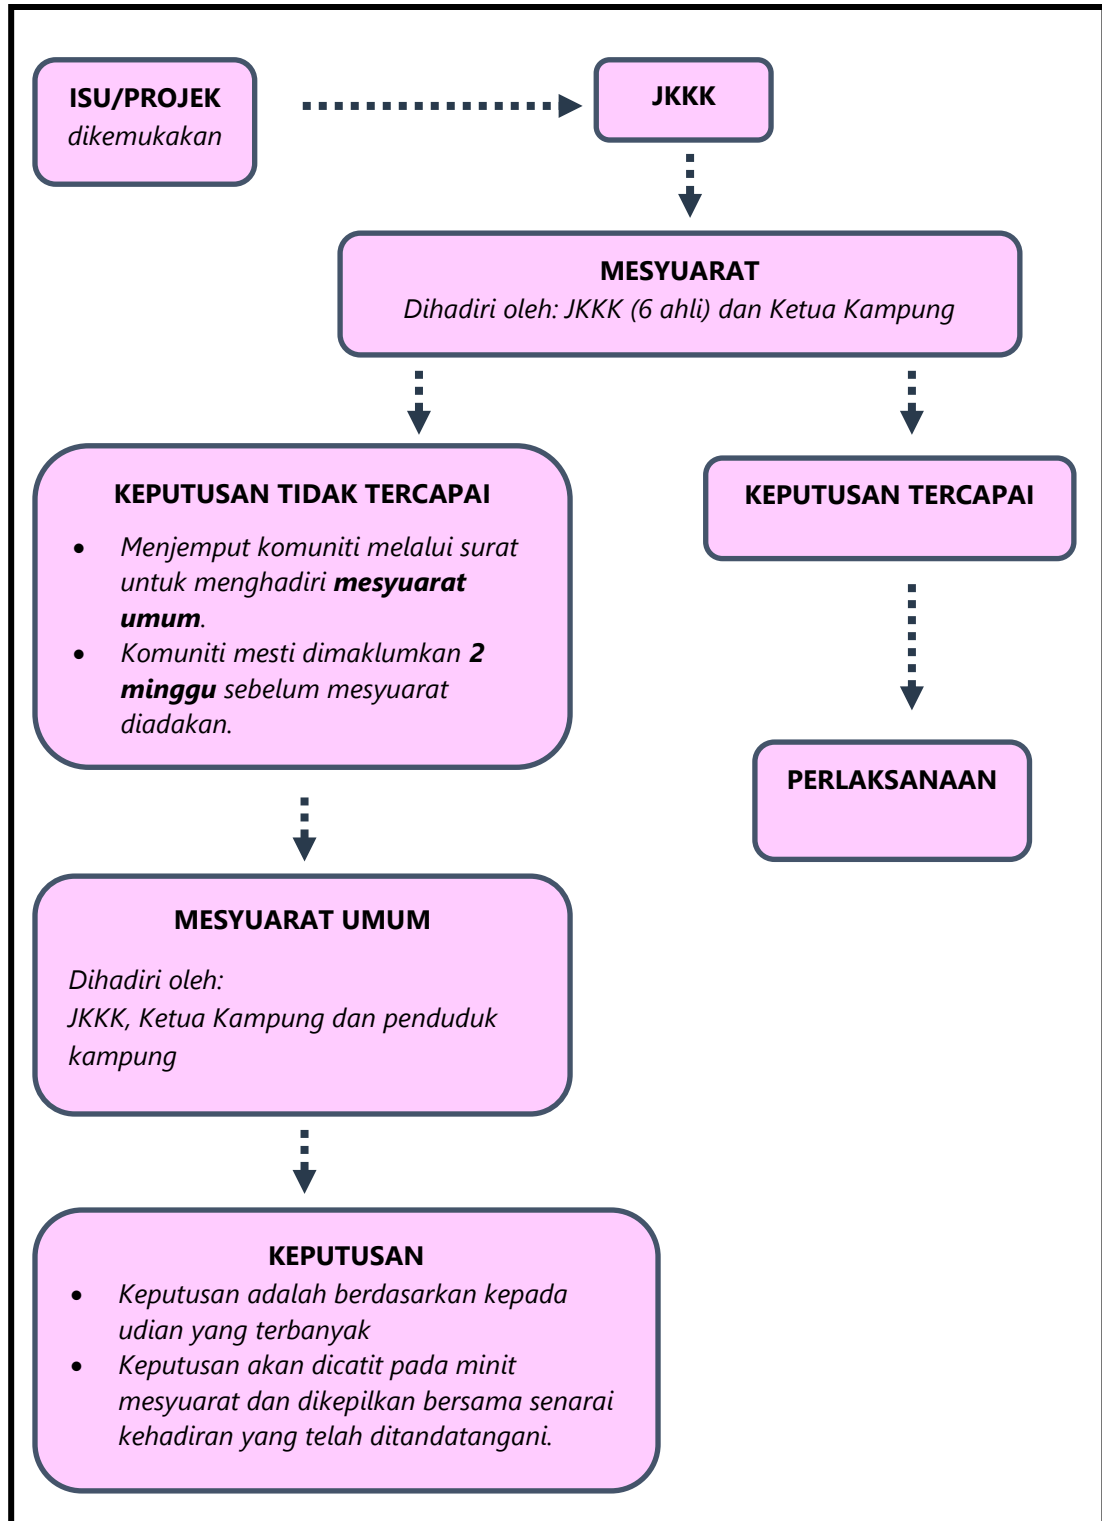 ISU/PROJEK
dikemukakan
JKKK
MESYUARAT
Dihadiri oleh: JKKK (6 ahli) dan Ketua Kampung
KEPUTUSAN TIDAK TERCAPAI
• Menjemput komuniti melalui surat
untuk menghadiri mesyuarat
umum.
• Komuniti mesti dimaklumkan 2
minggu sebelum mesyuarat
diadakan.
KEPUTUSAN TERCAPAI
PERLAKSANAAN
MESYUARAT UMUM
Dihadiri oleh:
JKKK, Ketua Kampung dan penduduk
kampung
KEPUTUSAN
• Keputusan adalah berdasarkan kepada
udian yang terbanyak
• Keputusan akan dicatit pada minit
mesyuarat dan dikepilkan bersama senarai
kehadiran yang telah ditandatangani.